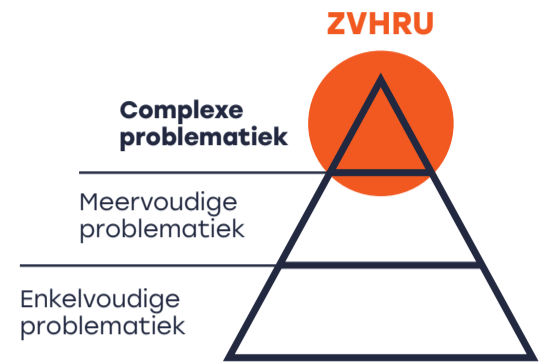 ZVHRU
Complexe
problematiek
Meervoudige
problematiek
Enkelvoudige
problematiek